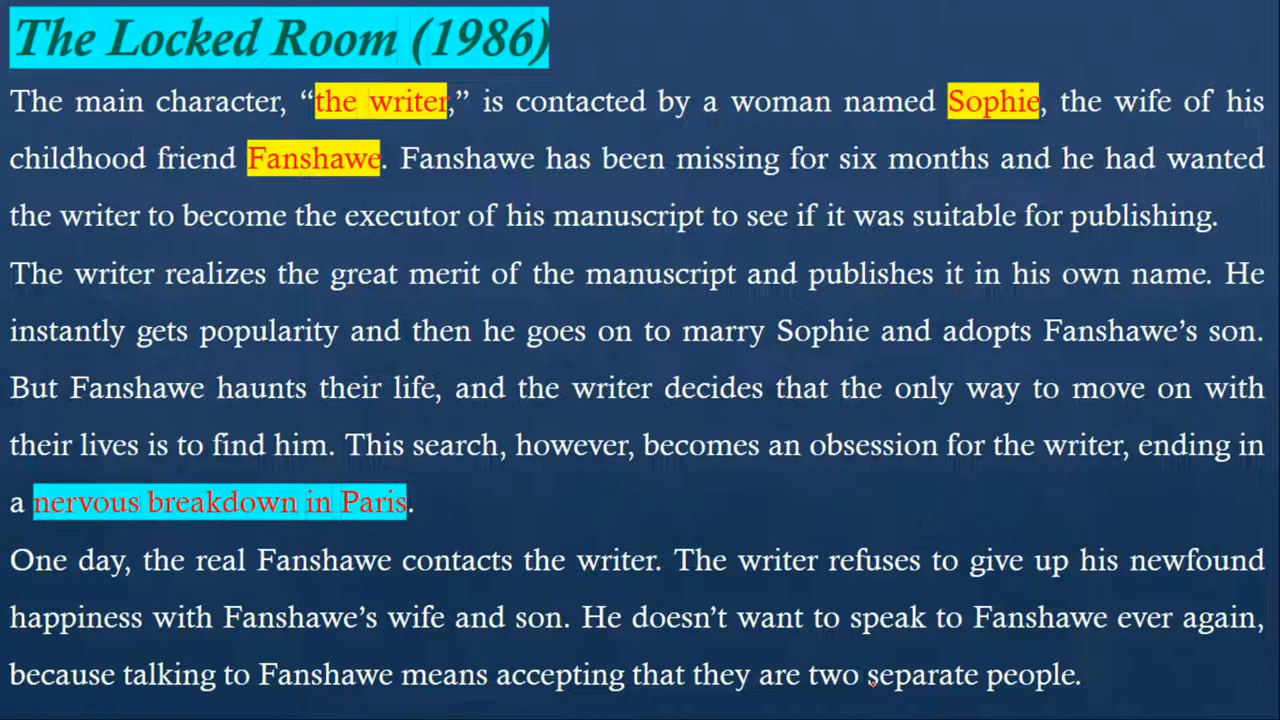 The Locked Room (1986)
The main character, “the writer,” is contacted by a woman named Sophie, the wife of his
childhood friend Fanshawe. Fanshawe has been missing for six months and he had wanted
the writer to become the executor of his manuscript to see if it was suitable for publishing.
The writer realizes the great merit of the manuscript and publishes it in his own name. He
instantly gets popularity and then he goes on to marry Sophie and adopts Fanshawe’s son.
But Fanshawe haunts their life, and the writer decides that the only way to move on with
their lives is to find him. This search, however, becomes an obsession for the writer, ending in
a nervous breakdown in Paris.
One day, the real Fanshawe contacts the writer. The writer refuses to give up his newfound
happiness with Fanshawe’s wife and son. He doesn’t want to speak to Fanshawe ever again,
because talking to Fanshawe means accepting that they are two separate people.